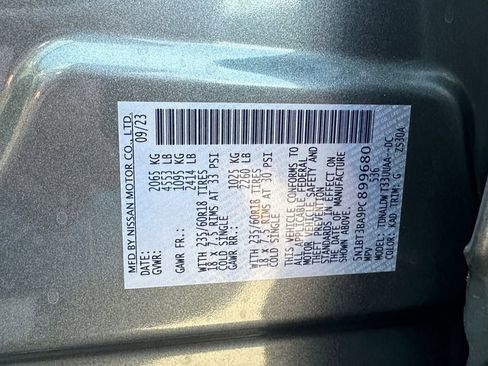 MFD BY NISSAN MOTOR CO., LTD.
DATE: 09/23
GVWR: 2065 KG
4553 LB
GAWR FR: 1095 KG
2414 LB
WITH 235/60R18 TIRES
18 X 7.5J RIMS AT 33 PSI
COLD SINGLE
GAWR RR: 1025 KG
2260 LB
WITH 235/60R18 TIRES
18 X 7.5J RIMS AT 30 PSI
COLD SINGLE
THIS VEHICLE CONFORMS TO
ALL APPLICABLE FEDERAL
MOTOR VEHICLE SAFETY AND
THEFT PREVENTION
STANDARDS IN EFFECT ON
THE DATE OF MANUFACTURE
SHOWN ABOVE.
5N1BT3BA9PC899680
MPV 536
MODEL: TLNALDW T33UUAA--DC
COLOR: KAD TRIM: G Z530A